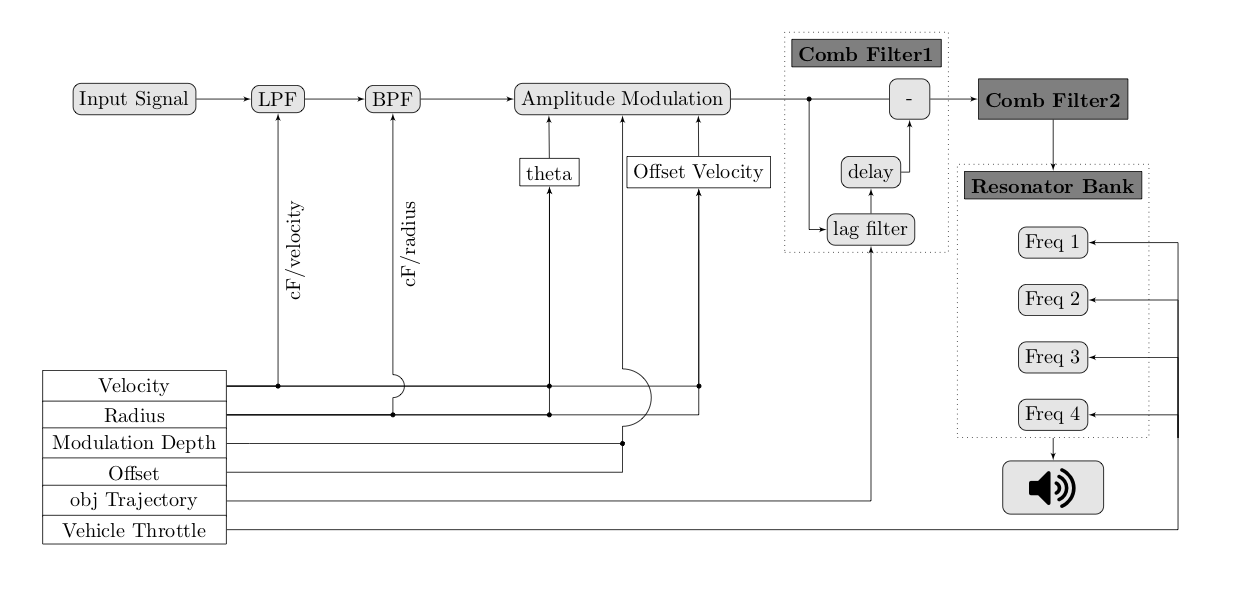 Comb Filter1
Input Signal
LPF
BPF
Amplitude Modulation
-
Comb Filter2
theta
Offset Velocity
delay
Resonator Bank
cF/velocity
cF/radius
lag filter
Freq 1
Freq 2
Freq 3
Freq 4
Velocity
Radius
Modulation Depth
Offset
obj Trajectory
Vehicle Throttle